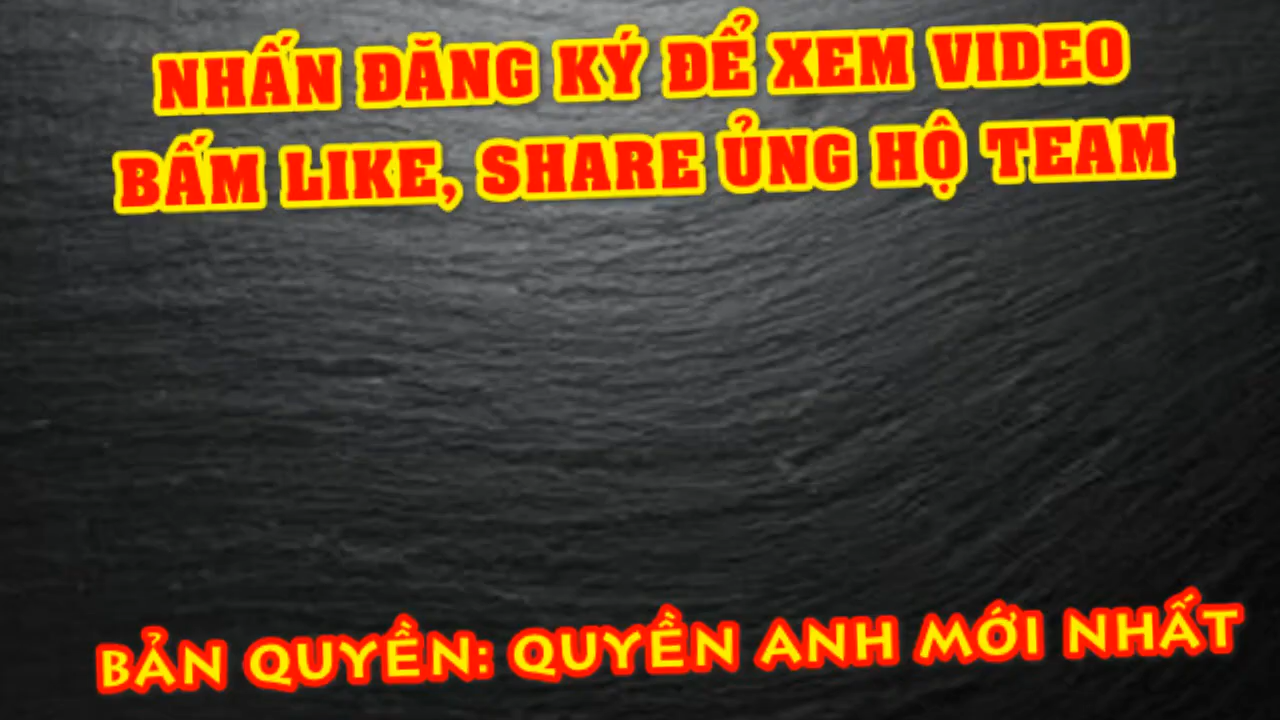 NHẤN ĐĂNG KÝ ĐỂ XEM VIDEO
BẤM LIKE, SHARE ỦNG HỘ TEAM
BẢN QUYỀN: QUYỀN ANH MỚI NHẤT